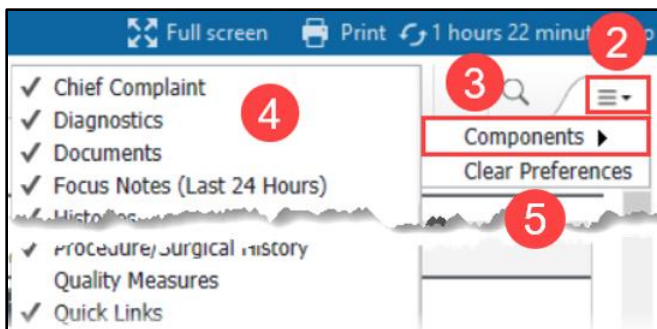 Full screen Print 1 hours 22 minut
2
3
Components
Clear Preferences
4
5
Chief Complaint
Diagnostics
Documents
Focus Notes (Last 24 Hours)
Histories
Procedure/Surgical History
Quality Measures
Quick Links